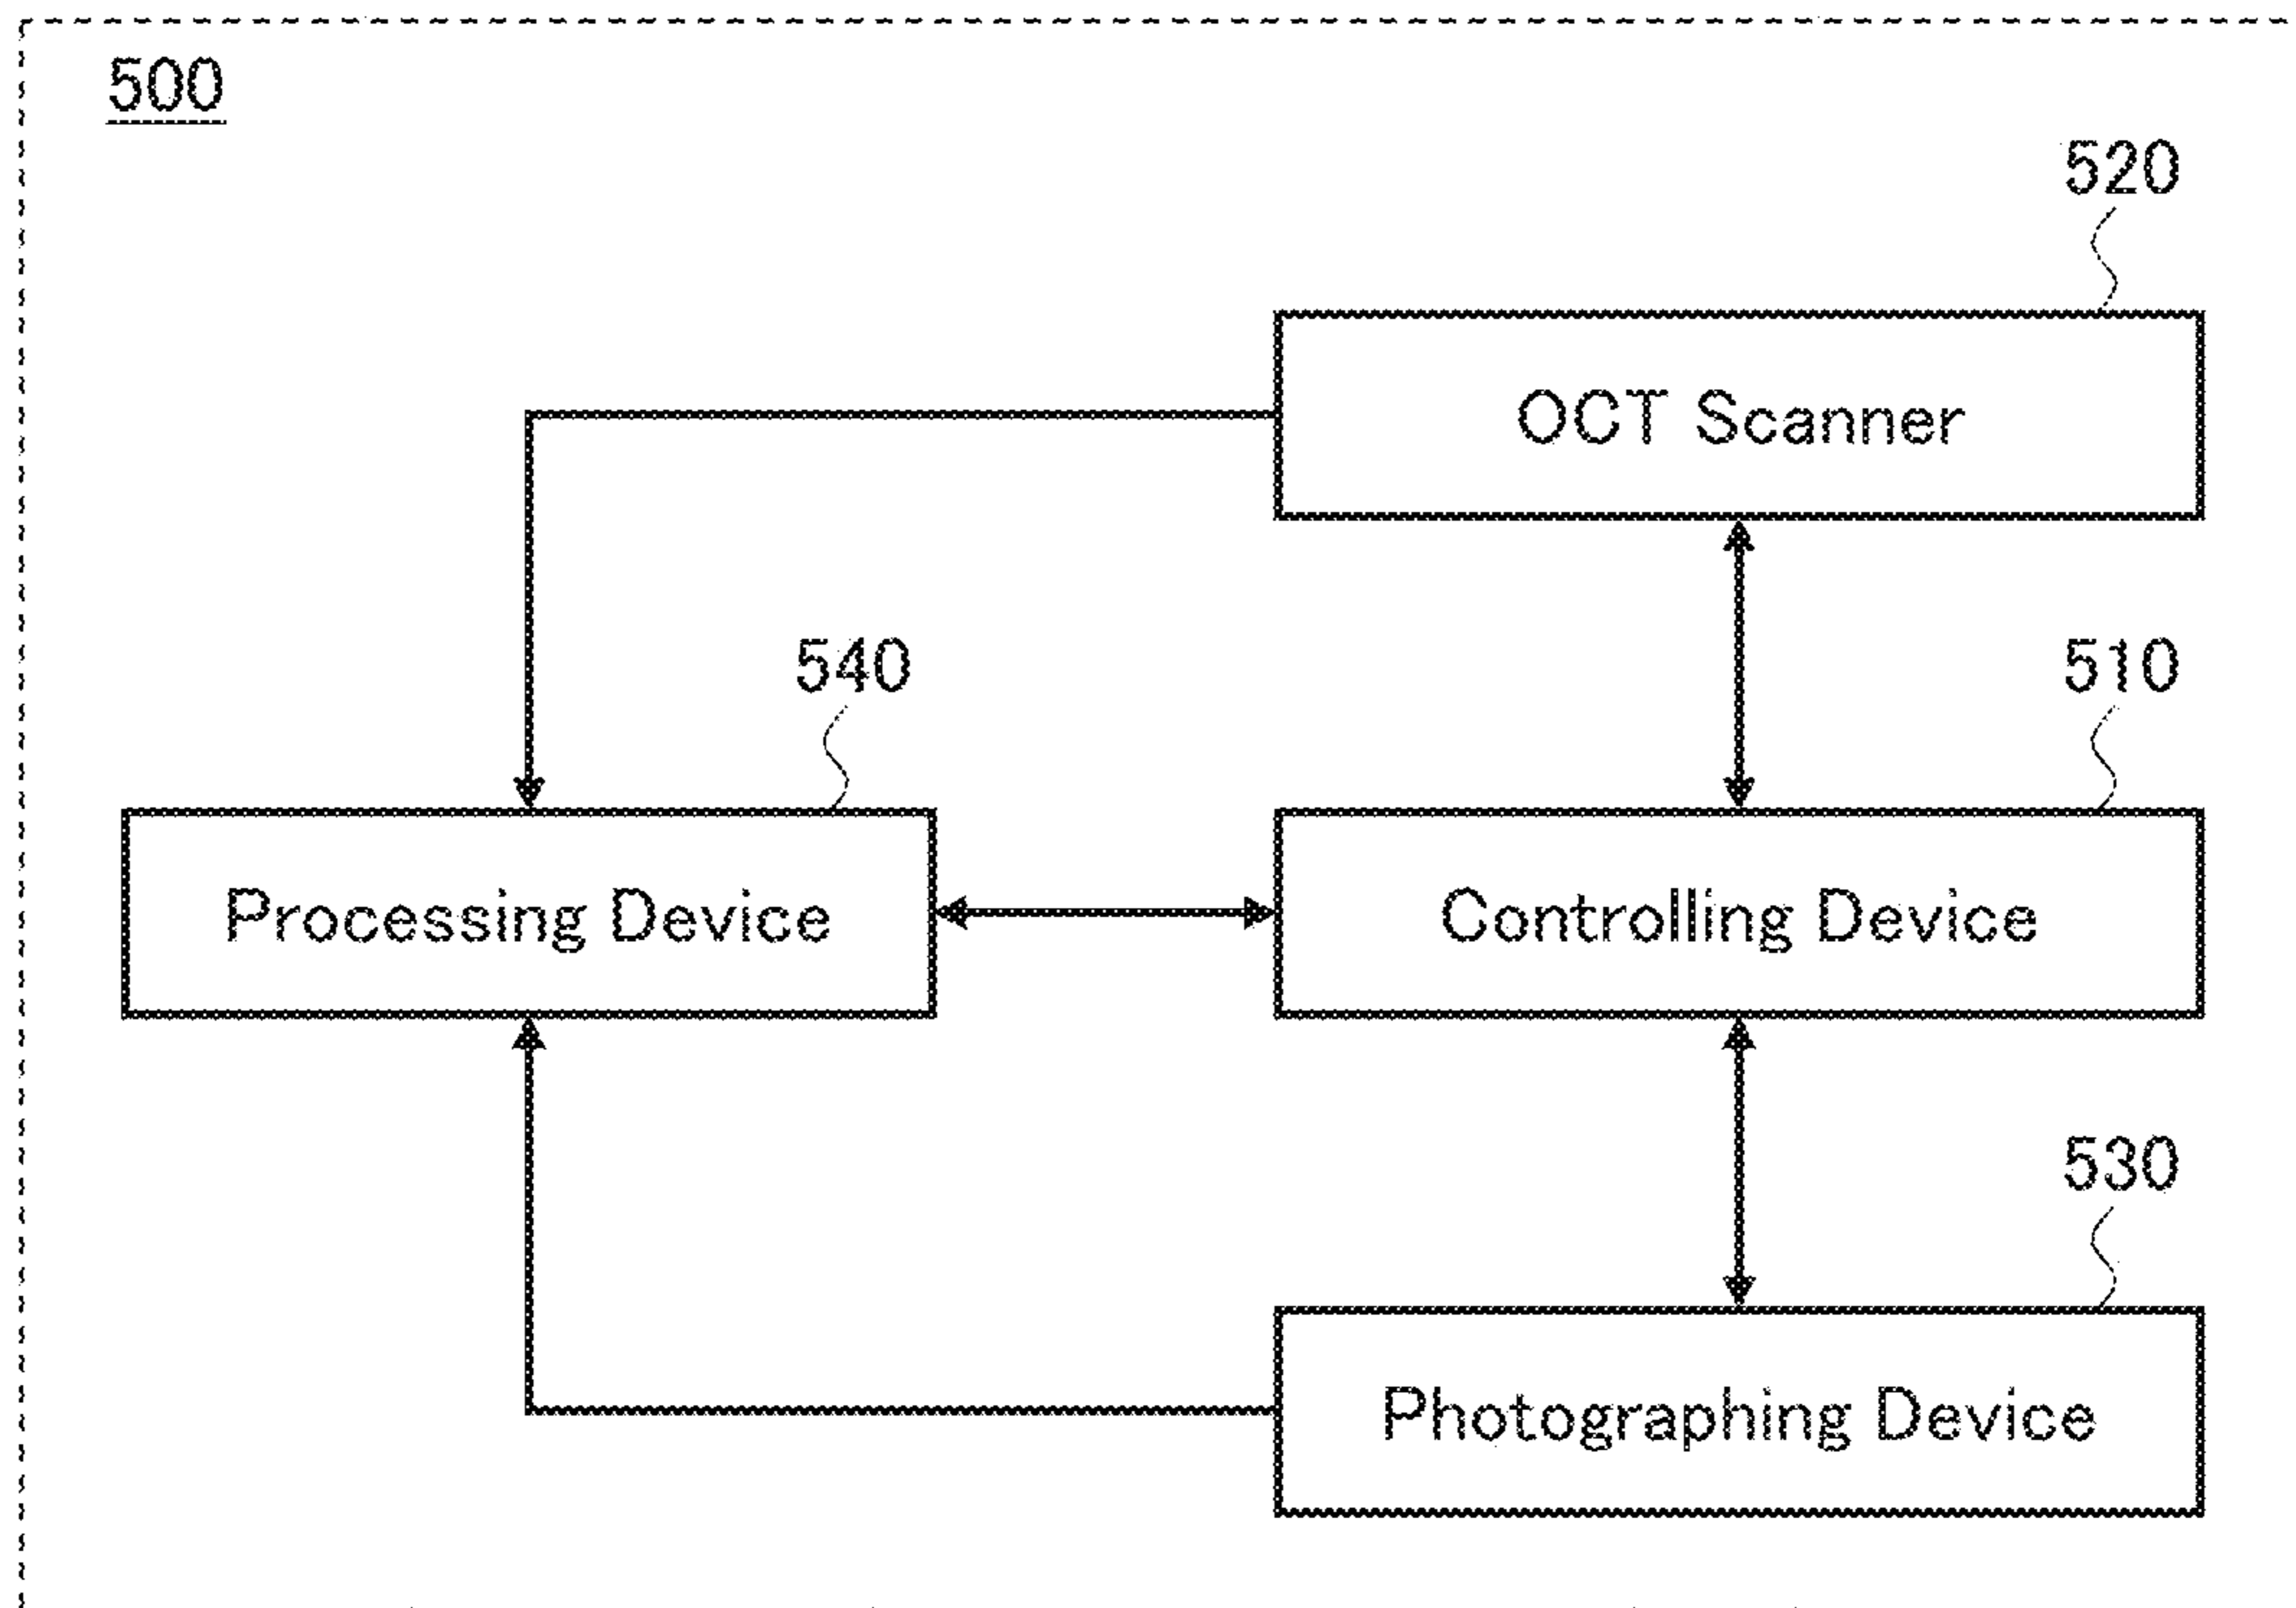 500
520
OCT Scanner
540
510
Processing Device
Controlling Device
530
Photographing Device